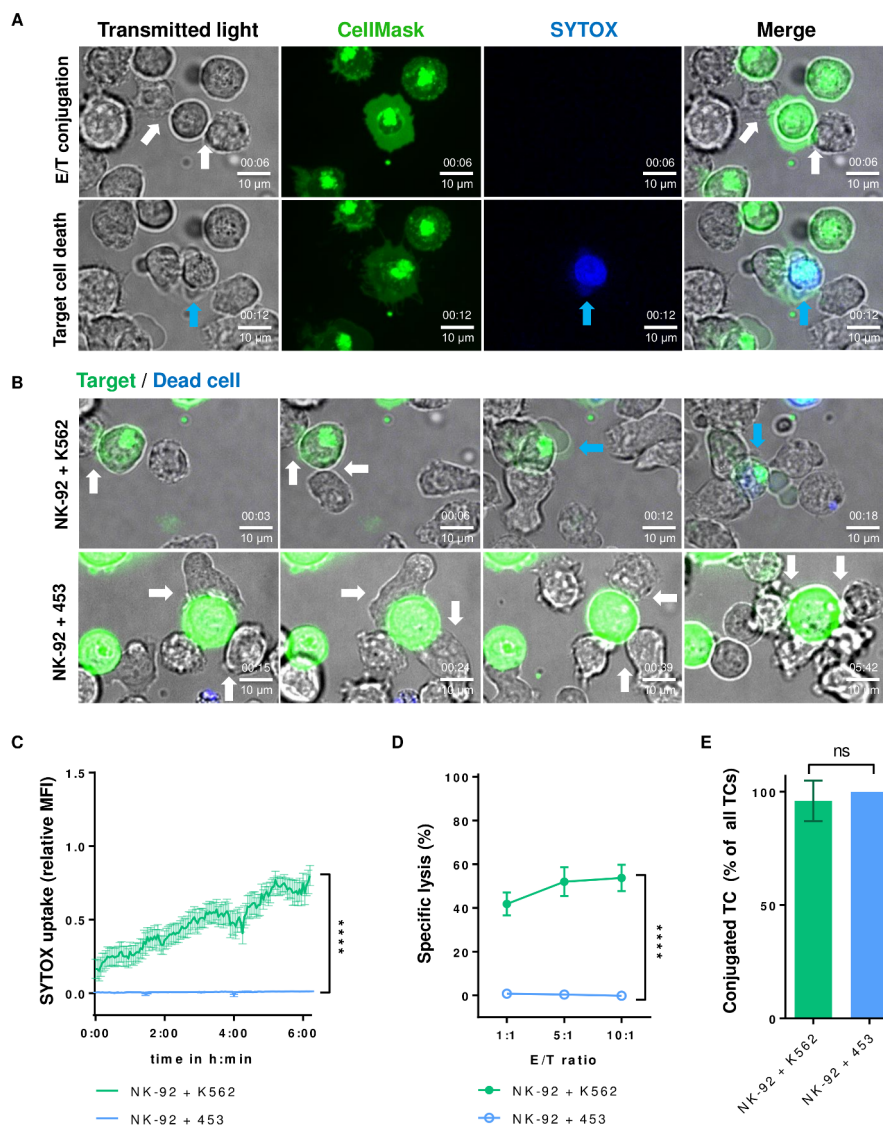 A
Transmitted light
CellMask
SYTOX
Merge
E/T conjugation
00:06
10 µm
00:06
10 µm
00:06
10 µm
00:06
10 µm
Target cell death
00:12
10 µm
00:12
10 µm
00:12
10 µm
00:12
10 µm
B
Target / Dead cell
NK-92 + K562
00:03
10 µm
00:06
10 µm
00:12
10 µm
00:18
10 µm
NK-92 + 453
00:15
10 µm
00:24
10 µm
00:39
10 µm
05:42
10 µm
C
SYTOX uptake (relative MFI)
1.5
1.0
0.5
0.0
0:00
2:00
4:00
6:00
time in h:min
****
NK-92 + K562
NK-92 + 453
D
Specific lysis (%)
100
80
60
40
20
0
1:1
5:1
10:1
E/T ratio
****
NK-92 + K562
NK-92 + 453
E
ns
Conjugated TC (% of all TCs)
100
50
0
NK-92 + K562
NK-92 + 453